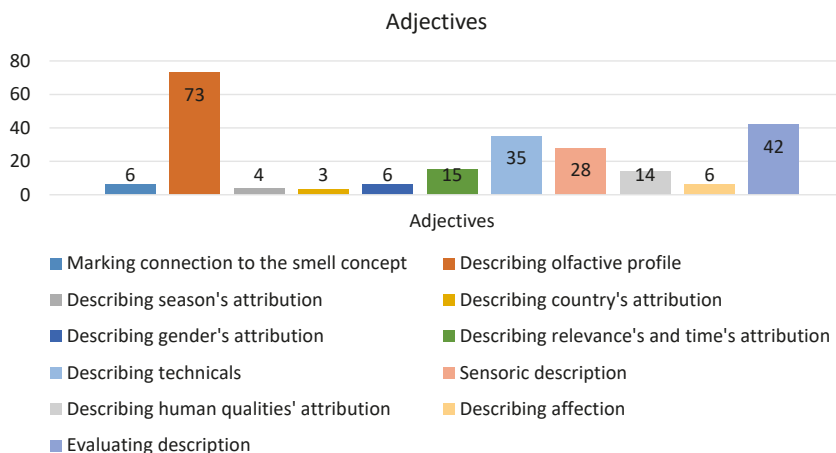 Adjectives
80
60
40
20
0
6
73
4
3
6
15
35
28
14
6
42
Adjectives
Marking connection to the smell concept
Describing olfactive profile
Describing season's attribution
Describing country's attribution
Describing gender's attribution
Describing relevance's and time's attribution
Describing technicals
Sensoric description
Describing human qualities' attribution
Describing affection
Evaluating description